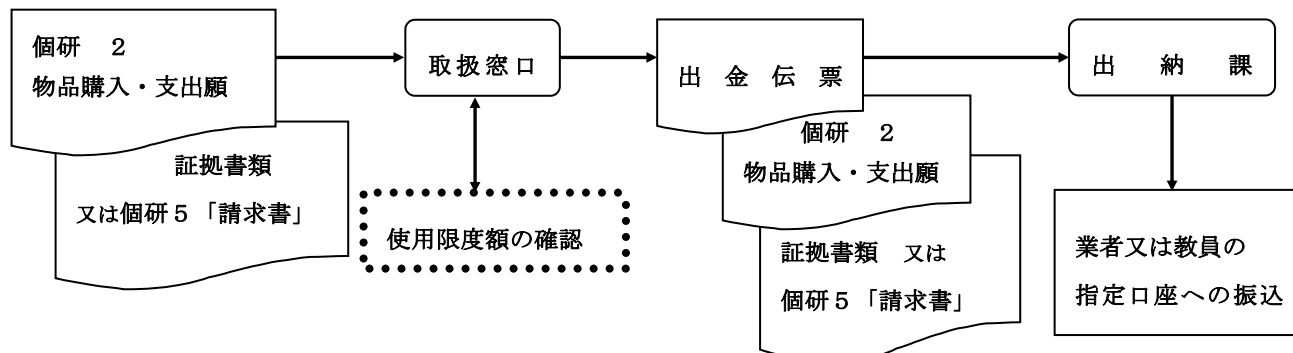 個研　２
物品購入・支出願
証拠書類
又は個研５「請求書」
取扱窓口
使用限度額の確認
出　金　伝　票
個研　２
物品購入・支出願
証拠書類　又は
個研５「請求書」
出　納　課
業者又は教員の
指定口座への振込